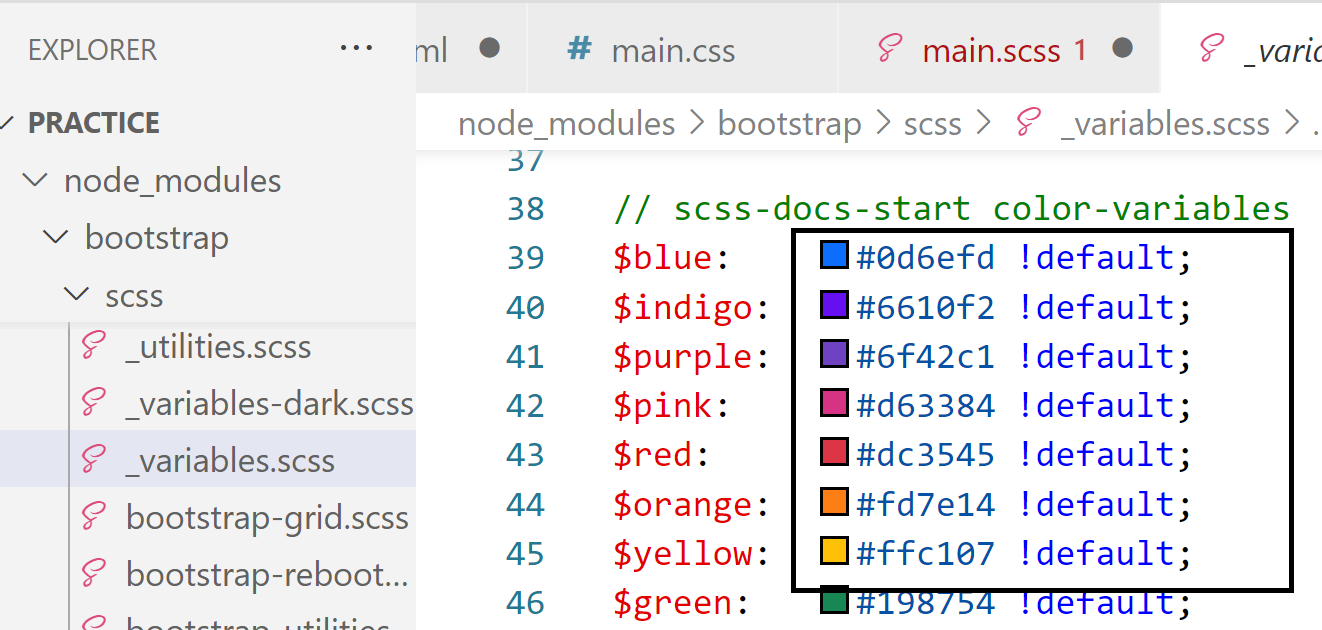 EXPLORER ···
PRACTICE
node_modules
bootstrap
scss
_utilities.scss
_variables-dark.scss
_variables.scss
bootstrap-grid.scss
bootstrap-reboot...
bootstrap-utilities
ml ● # main.css main.scss 1 ● _varia
node_modules > bootstrap > scss > _variables.scss > .
37
38 // scss-docs-start color-variables
39 $blue: #0d6efd !default;
40 $indigo: #6610f2 !default;
41 $purple: #6f42c1 !default;
42 $pink: #d63384 !default;
43 $red: #dc3545 !default;
44 $orange: #fd7e14 !default;
45 $yellow: #ffc107 !default;
46 $green: #198754 !default;